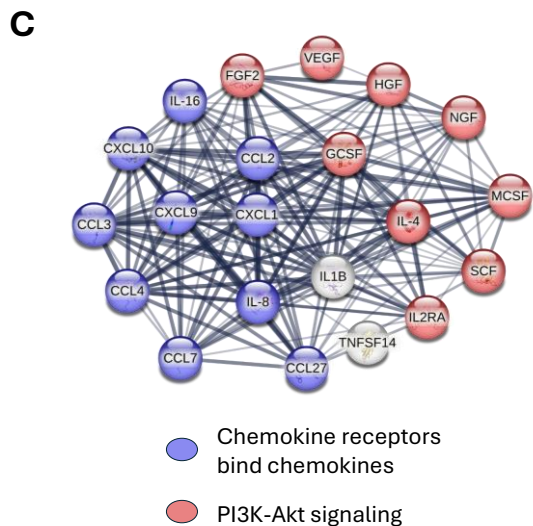 C
VEGF
FGF2
HGF
IL-16
NGF
CXCL10
CCL2
GCSF
MCSF
CCL3
CXCL9
CXCL1
IL-4
SCF
IL1B
CCL4
IL-8
IL2RA
TNFSF14
CCL7
CCL27
Chemokine receptors
bind chemokines
PI3K-Akt signaling